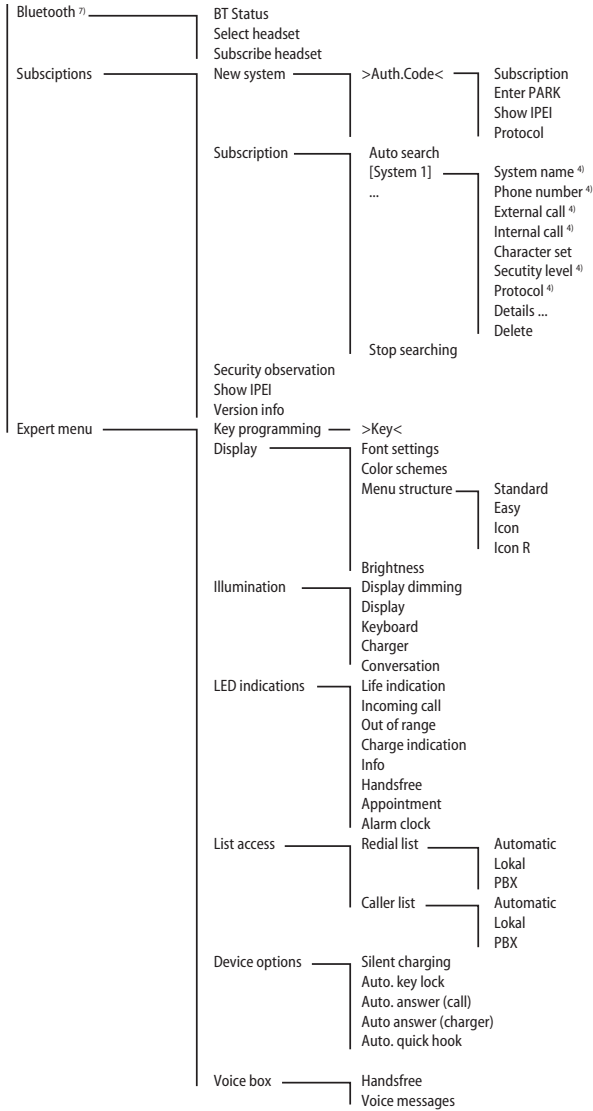 Bluetooth 7) BT Status
Select headset
Subscribe headset
Subsciptions New system >Auth.Code< Subscription
Enter PARK
Show IPEI
Protocol
Subscription Auto search
[System 1] System name 4)
... Phone number 4)
External call 4)
Internal call 4)
Character set
Secutity level 4)
Protocol 4)
Details ...
Delete
Stop searching
Security observation
Show IPEI
Version info
Expert menu Key programming >Key<
Display Font settings
Color schemes
Menu structure Standard
Easy
Icon
Icon R
Brightness
Illumination Display dimming
Display
Keyboard
Charger
Conversation
LED indications Life indication
Incoming call
Out of range
Charge indication
Info
Handsfree
Appointment
Alarm clock
List access Redial list Automatic
Lokal
PBX
Caller list Automatic
Lokal
PBX
Device options Silent charging
Auto. key lock
Auto. answer (call)
Auto answer (charger)
Auto. quick hook
Voice box Handsfree
Voice messages